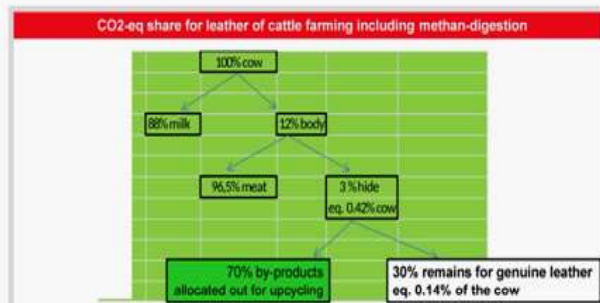 CO2-eq share for leather of cattle farming including methan-digestion
100% cow
88% milk
12% body
96,5% meat
3 % hide
eq. 0.42% cow
70% by-products
allocated out for upcycling
30% remains for genuine leather
eq. 0.14% of the cow